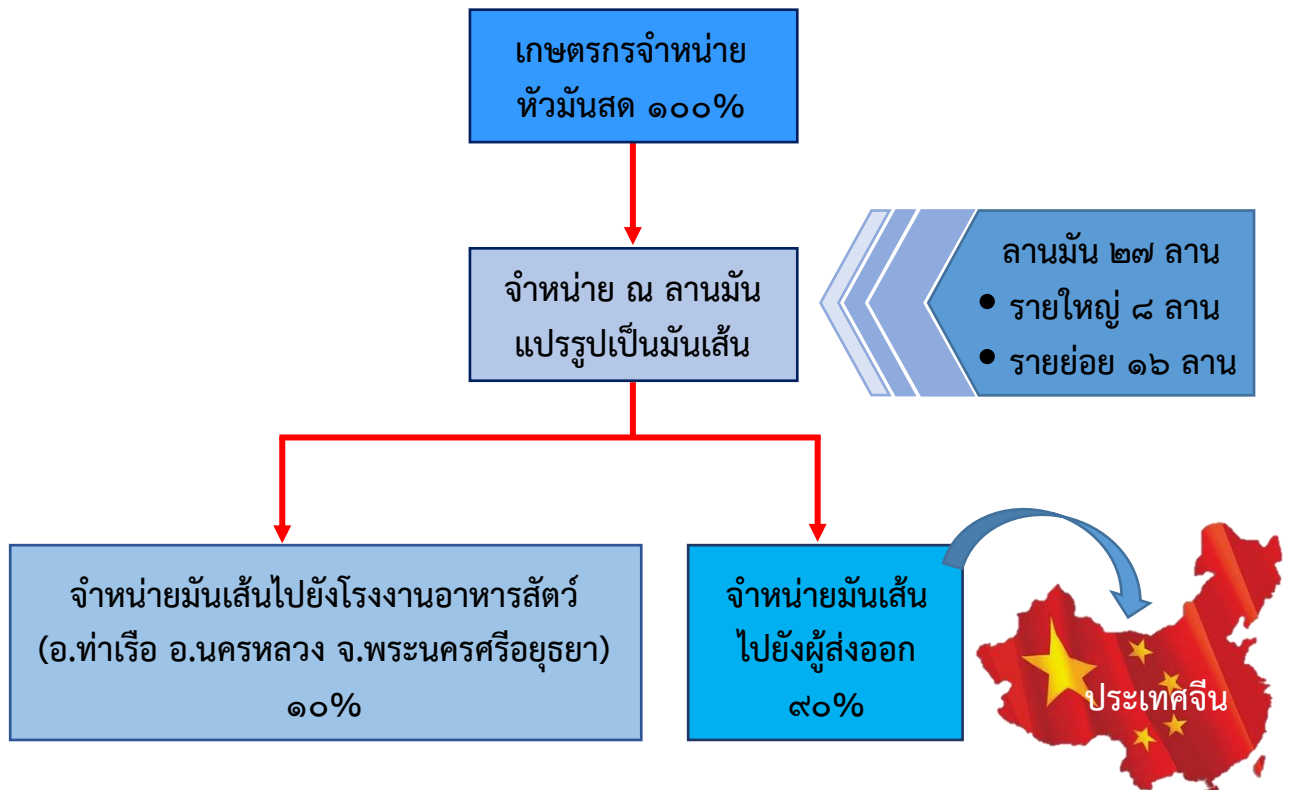 เกษตรกรจำหน่าย
หัวมันสด ๑๐๐%
จำหน่าย ณ ลานมัน
แปรรูปเป็นมันเส้น
ลานมัน ๒๗ ลาน
• รายใหญ่ ๘ ลาน
• รายย่อย ๑๖ ลาน
จำหน่ายมันเส้นไปยังโรงงานอาหารสัตว์
(อ.ท่าเรือ อ.นครหลวง จ.พระนครศรีอยุธยา)
๑๐%
จำหน่ายมันเส้น
ไปยังผู้ส่งออก
๙๐%
ประเทศจีน